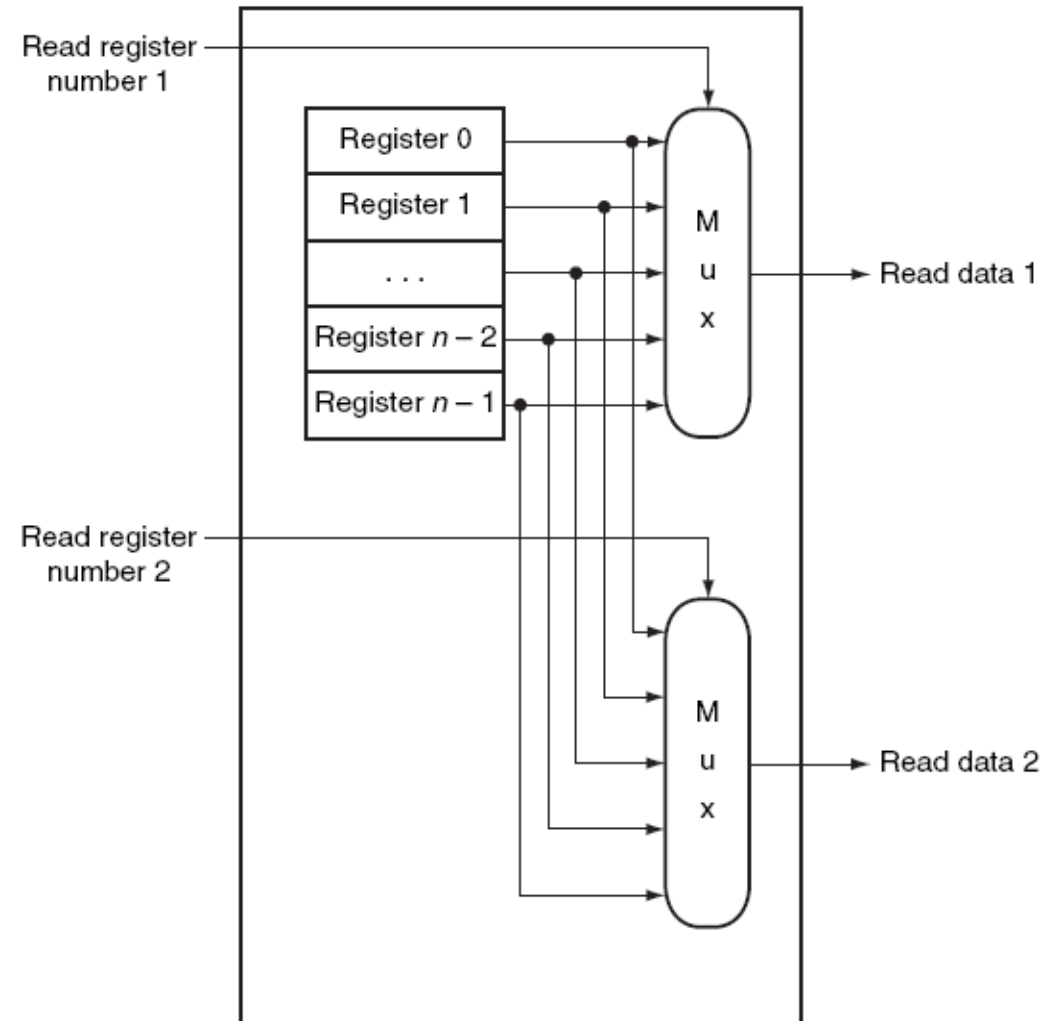 Read register
number 1
Register 0
Register 1
. . .
Register n – 2
Register n – 1
M
u
x
Read data 1
Read register
number 2
M
u
x
Read data 2